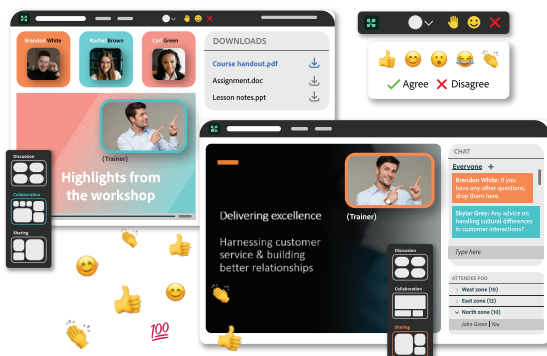 Brandon White
Rachel Brown
Carl Green
DOWNLOADS
Course handout.pdf
Assignment.doc
Lesson notes.ppt
Agree
Disagree
(Trainer)
Highlights from
the workshop
Discussion
Collaboration
Sharing
Delivering excellence
Harnessing customer
service & building
better relationships
(Trainer)
Discussion
Collaboration
Sharing
CHAT
Everyone +
Brandon White: If you
have any other questions,
drop them here.
Skylar Grey: Any advice on
handling cultural differences
in customer interactions?
Type here
ATTENDEE POD
West zone (10)
East zone (12)
North zone (10)
John Green | You
100